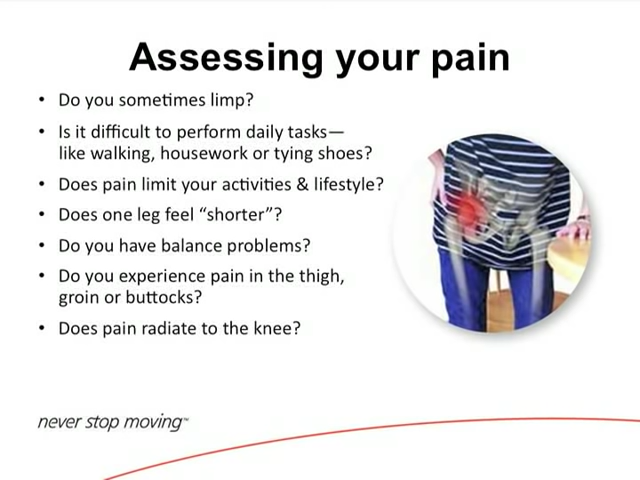 Assessing your pain
• Do you sometimes limp?
• Is it difficult to perform daily tasks—
like walking, housework or tying shoes?
• Does pain limit your activities & lifestyle?
• Does one leg feel “shorter”?
• Do you have balance problems?
• Do you experience pain in the thigh,
groin or buttocks?
• Does pain radiate to the knee?
never stop moving™